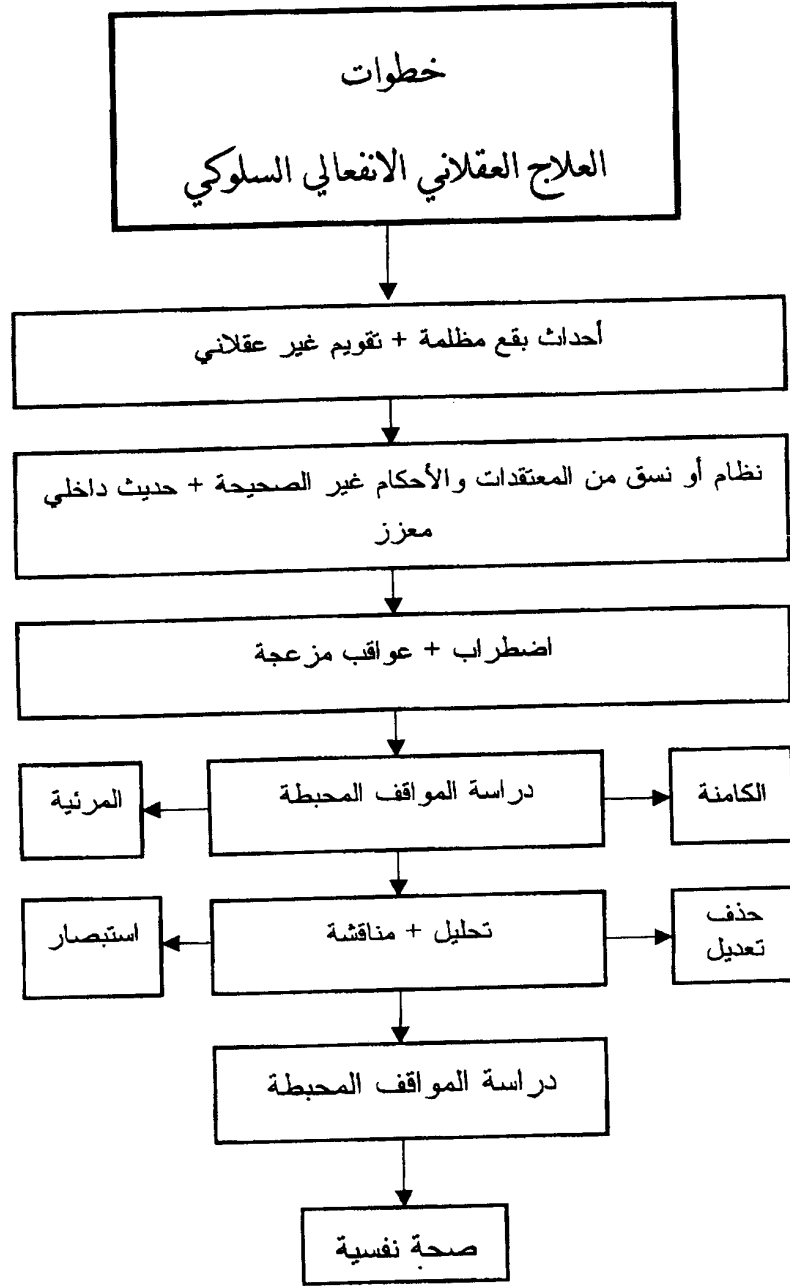 خطوات
العلاج العقلاني الانفعالي السلوكي
أحداث بقع مظلمة + تقويم غير عقلاني
نظام أو نسق من المعتقدات والأحكام غير الصحيحة + حديث داخلي
معزز
اضطراب + عواقب مزعجة
الكامنة
دراسة المواقف المحبطة
المرئية
حذف
تعديل
تحليل + مناقشة
استبصار
دراسة المواقف المحبطة
صحة نفسية